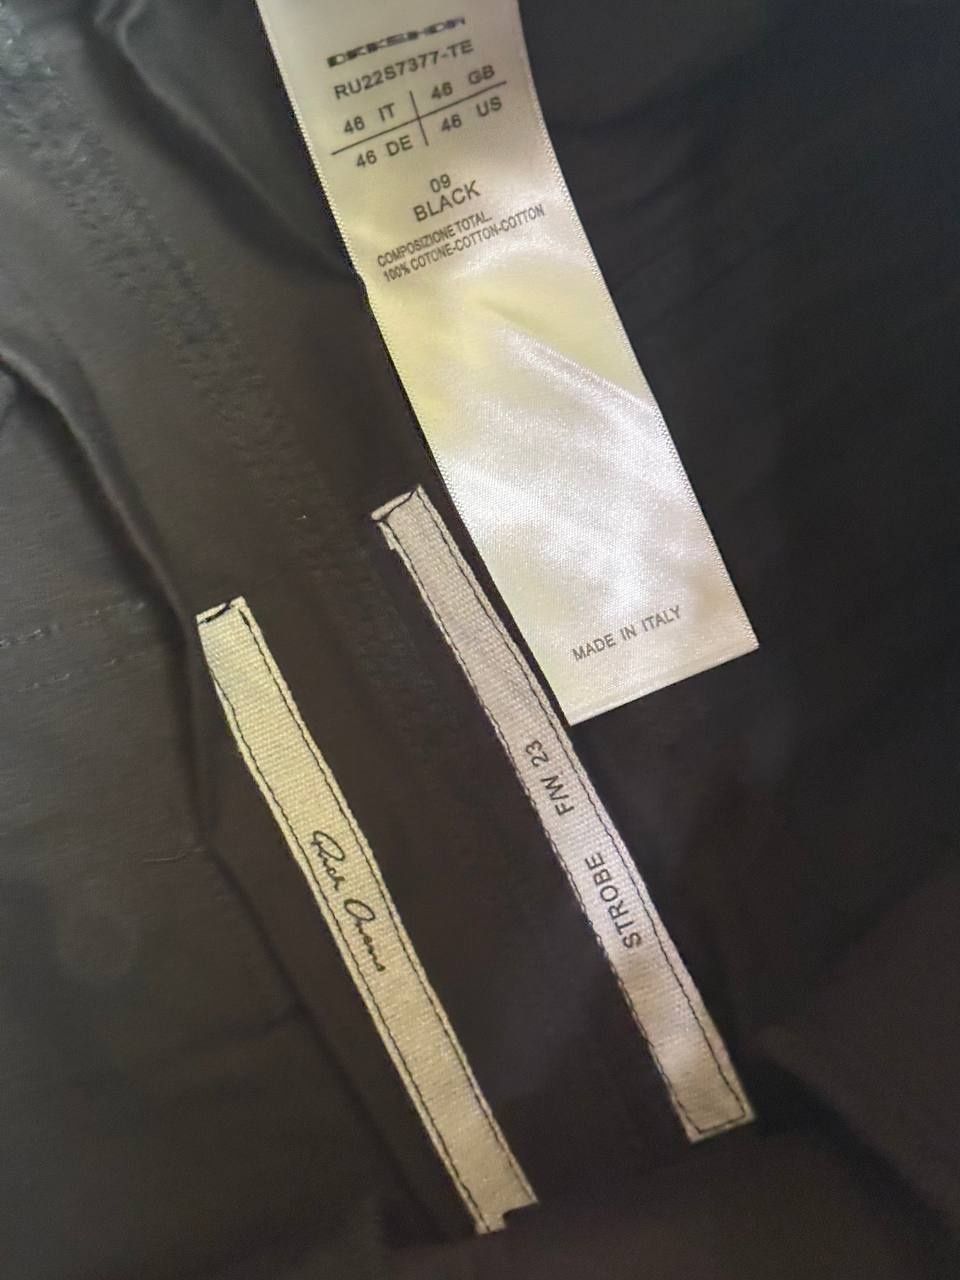 RU22S7377-TE
46 IT 46 GB
46 DE 46 US
09
BLACK
COMPOSIZIONE TOTAL.
100% COTONE-COTTON-COTTON
MADE IN ITALY
STROBE F/W 23
Rick Owens